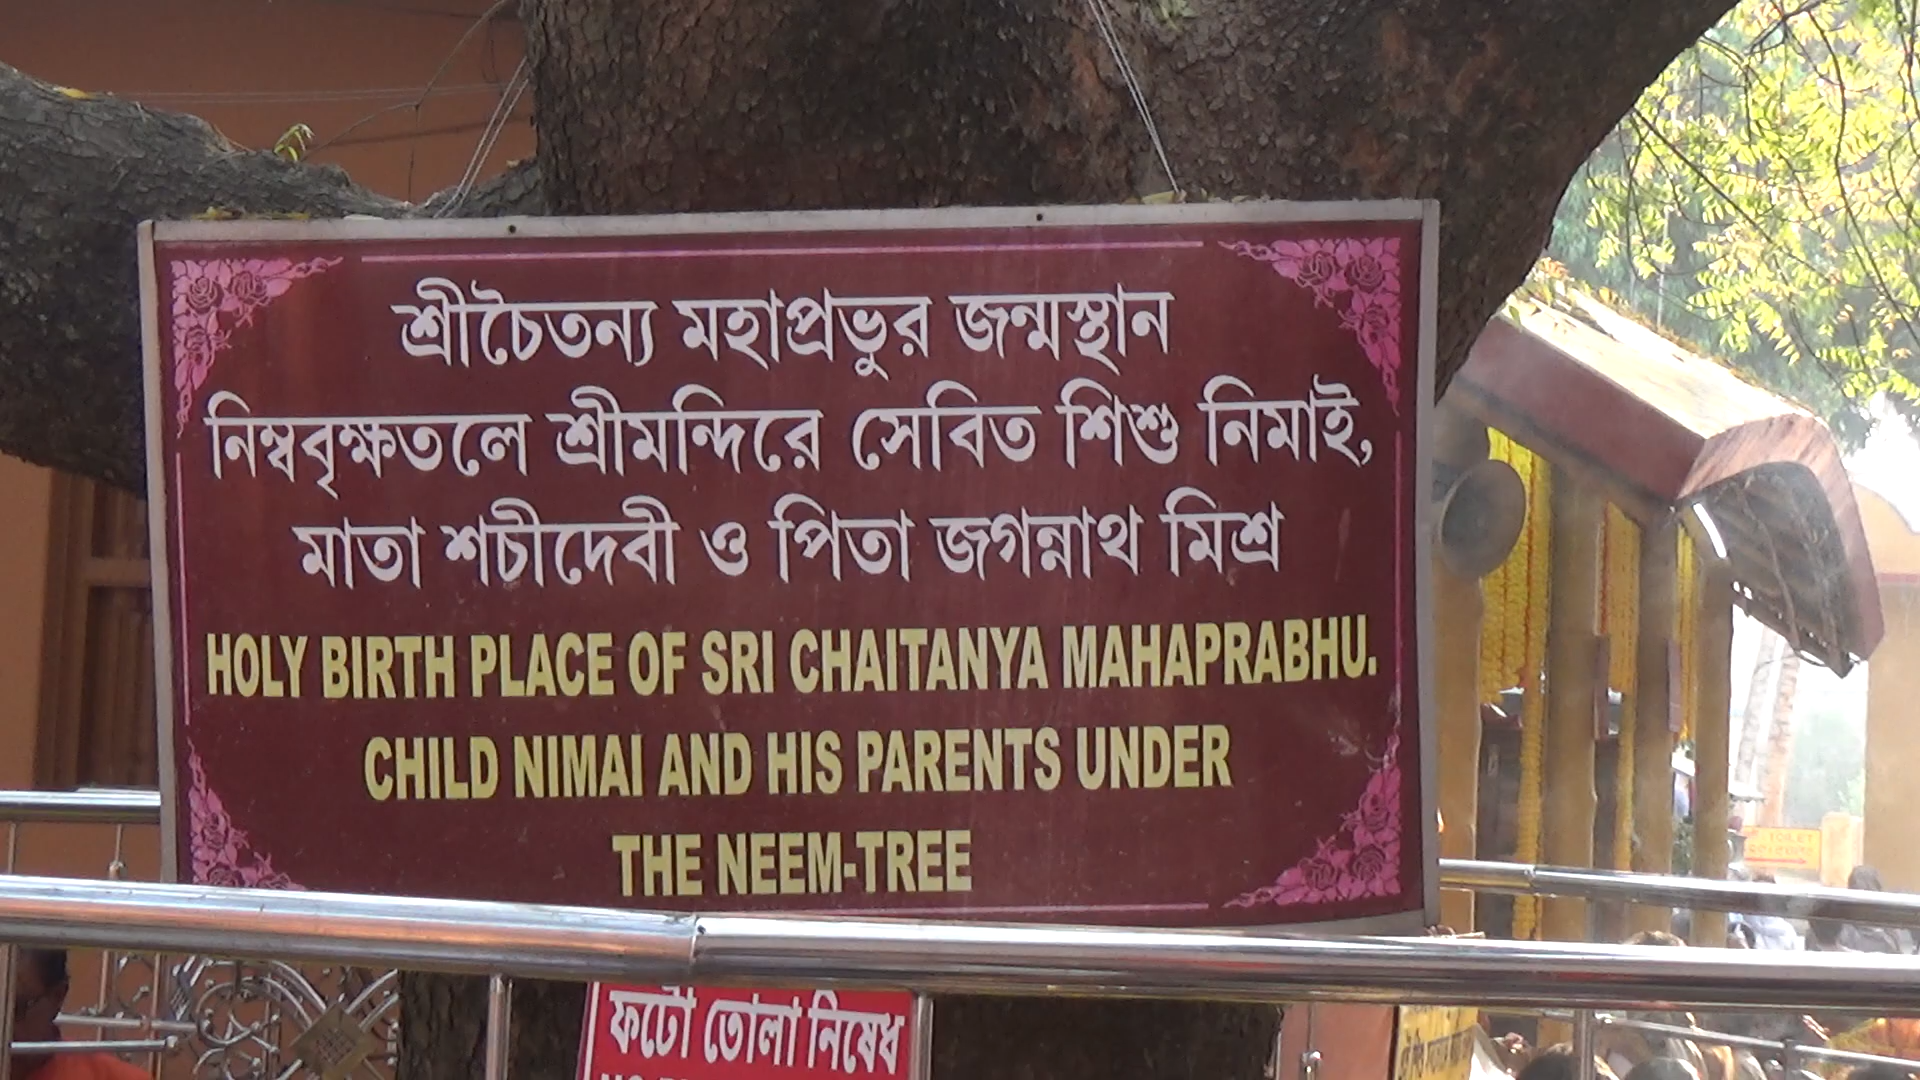 শ্রীচৈতন্য মহাপ্রভুর জন্মস্থান
নিম্ববৃক্ষতলে শ্রীমন্দিরে সেবিত শিশু নিমাই,
মাতা শচীদেবী ও পিতা জগন্নাথ মিশ্র
HOLY BIRTH PLACE OF SRI CHAITANYA MAHAPRABHU.
CHILD NIMAI AND HIS PARENTS UNDER
THE NEEM-TREE
ফটো তোলা নিষেধ